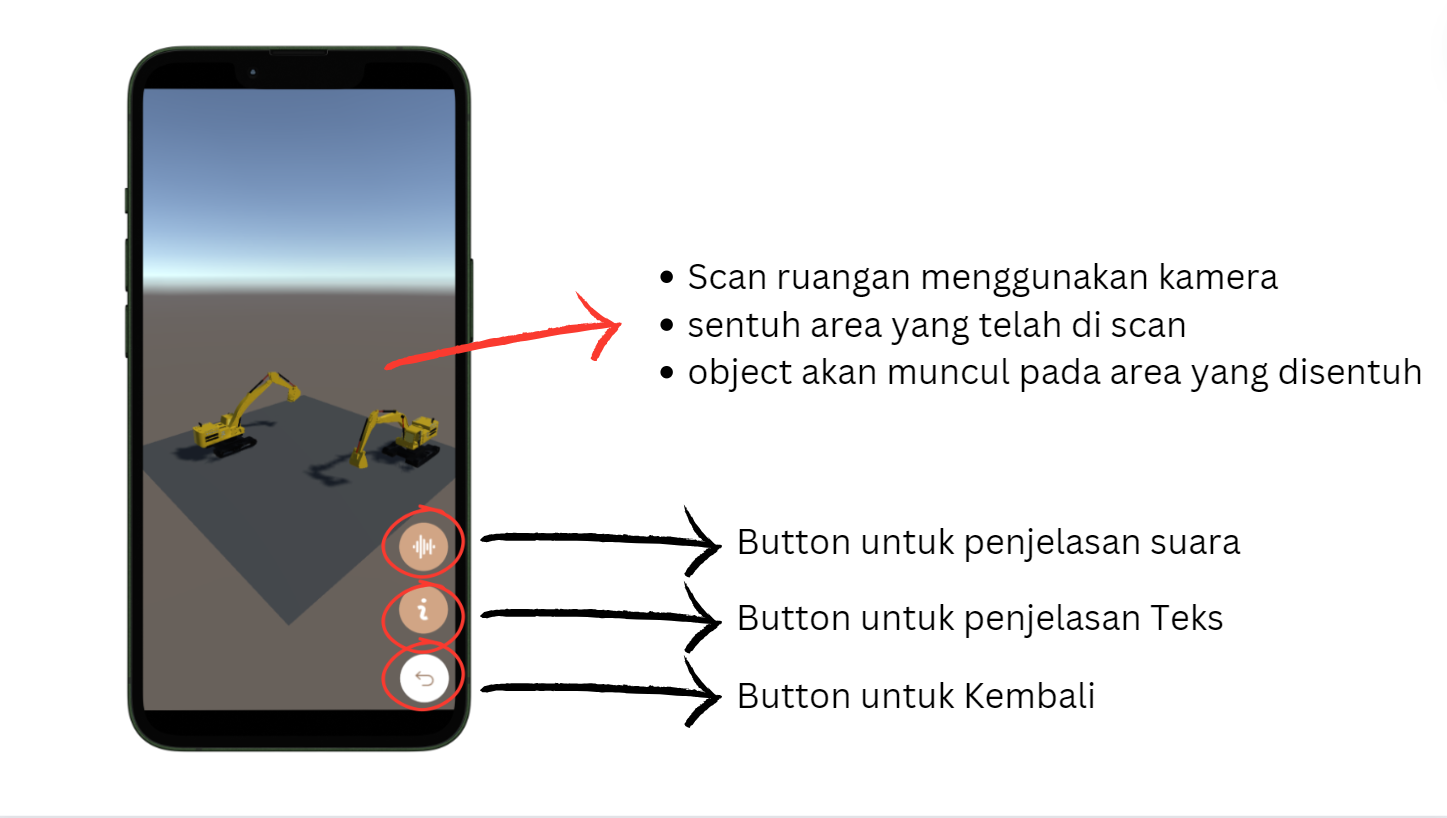 Scan ruangan menggunakan kamera
sentuh area yang telah di scan
object akan muncul pada area yang disentuh
Button untuk penjelasan suara
Button untuk penjelasan Teks
Button untuk Kembali